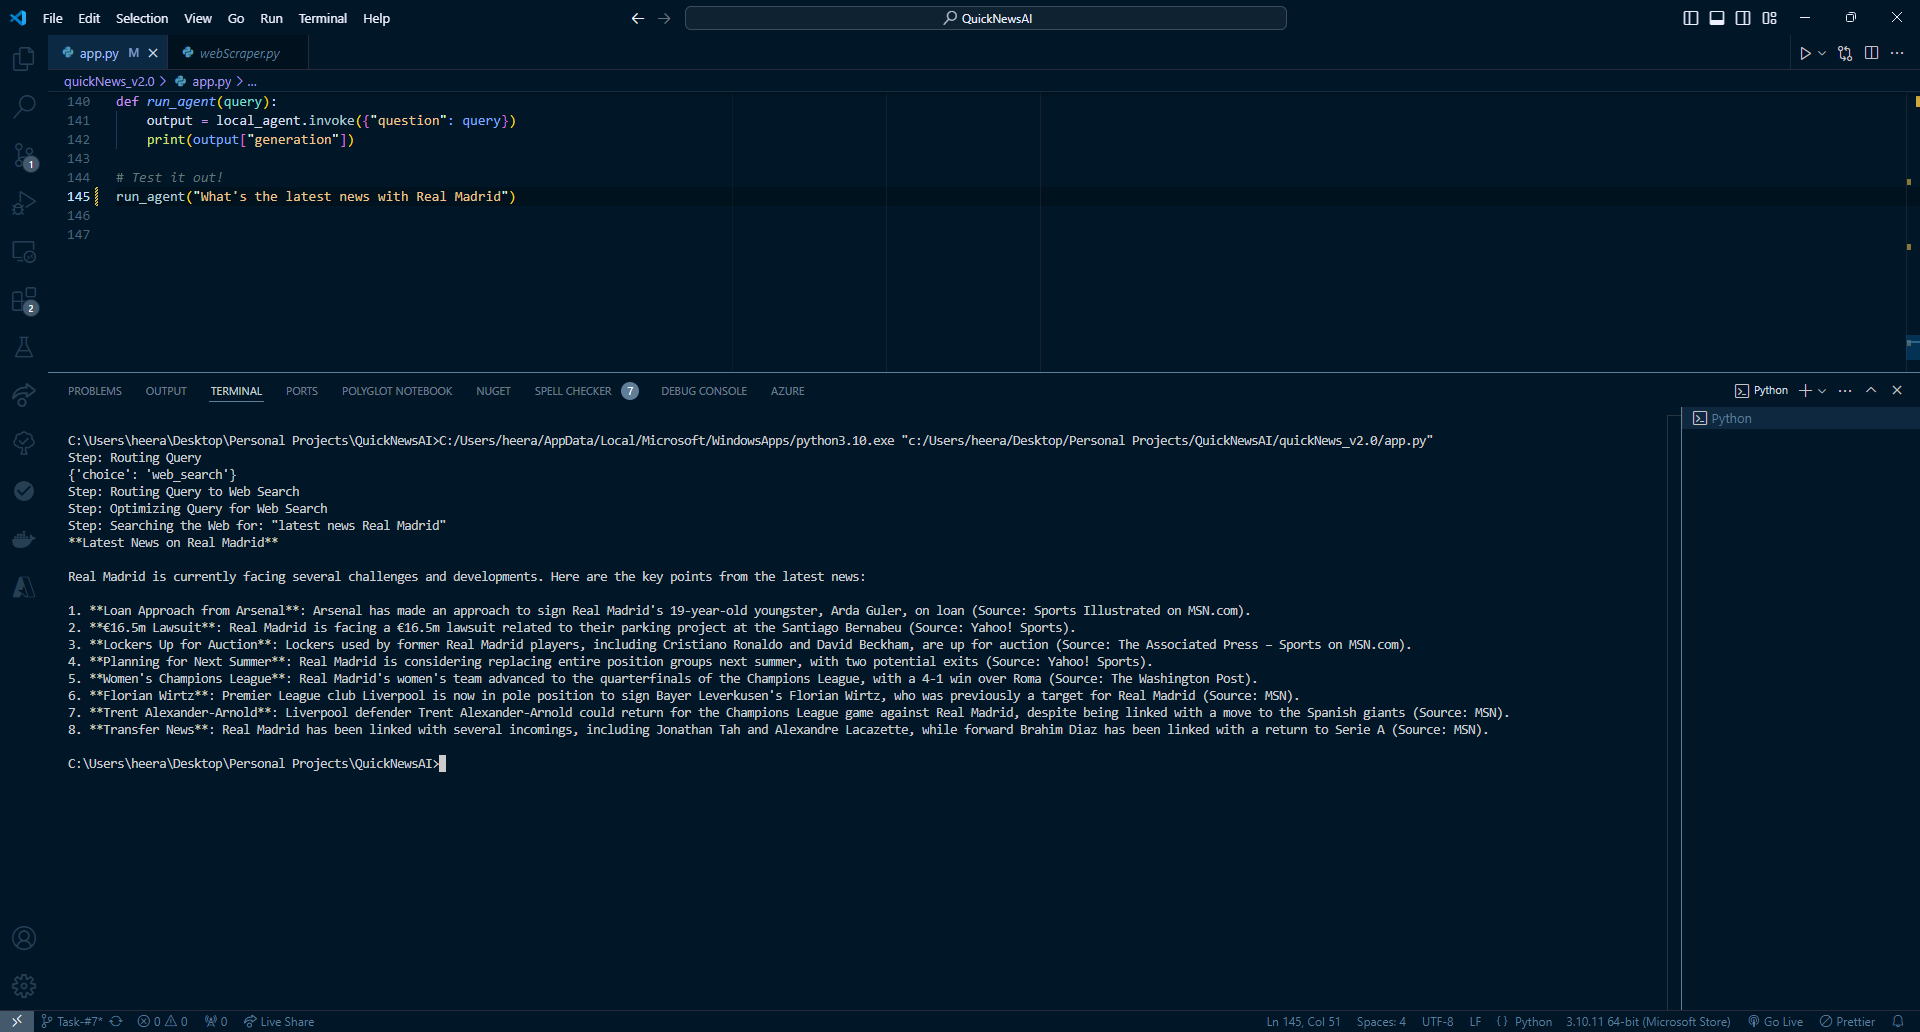 File Edit Selection View Go Run Terminal Help
QuickNewsAI
app.py M
webScraper.py
quickNews_v2.0 > app.py > ...
140 def run_agent(query):
141 output = local_agent.invoke({"question": query})
142 print(output["generation"])
143
144 # Test it out!
145 run_agent("What's the latest news with Real Madrid")
146
147
1
2
PROBLEMS OUTPUT TERMINAL PORTS POLYGLOT NOTEBOOK NUGET SPELL CHECKER 7 DEBUG CONSOLE AZURE
Python
Python
C:\Users\heera\Desktop\Personal Projects\QuickNewsAI>C:/Users/heera/AppData/Local/Microsoft/WindowsApps/python3.10.exe "c:/Users/heera/Desktop/Personal Projects/QuickNewsAI/quickNews_v2.0/app.py"
Step: Routing Query
{'choice': 'web_search'}
Step: Routing Query to Web Search
Step: Optimizing Query for Web Search
Step: Searching the Web for: "latest news Real Madrid"
**Latest News on Real Madrid**
Real Madrid is currently facing several challenges and developments. Here are the key points from the latest news:
1. **Loan Approach from Arsenal**: Arsenal has made an approach to sign Real Madrid's 19-year-old youngster, Arda Guler, on loan (Source: Sports Illustrated on MSN.com).
2. **€16.5m Lawsuit**: Real Madrid is facing a €16.5m lawsuit related to their parking project at the Santiago Bernabeu (Source: Yahoo! Sports).
3. **Lockers Up for Auction**: Lockers used by former Real Madrid players, including Cristiano Ronaldo and David Beckham, are up for auction (Source: The Associated Press – Sports on MSN.com).
4. **Planning for Next Summer**: Real Madrid is considering replacing entire position groups next summer, with two potential exits (Source: Yahoo! Sports).
5. **Women's Champions League**: Real Madrid's women's team advanced to the quarterfinals of the Champions League, with a 4-1 win over Roma (Source: The Washington Post).
6. **Florian Wirtz**: Premier League club Liverpool is now in pole position to sign Bayer Leverkusen's Florian Wirtz, who was previously a target for Real Madrid (Source: MSN).
7. **Trent Alexander-Arnold**: Liverpool defender Trent Alexander-Arnold could return for the Champions League game against Real Madrid, despite being linked with a move to the Spanish giants (Source: MSN).
8. **Transfer News**: Real Madrid has been linked with several incomings, including Jonathan Tah and Alexandre Lacazette, while forward Brahim Diaz has been linked with a return to Serie A (Source: MSN).
C:\Users\heera\Desktop\Personal Projects\QuickNewsAI>
Task-#7* 0 0 0 Live Share Ln 145, Col 51 Spaces: 4 UTF-8 LF {} Python 3.10.11 64-bit (Microsoft Store) Go Live Prettier